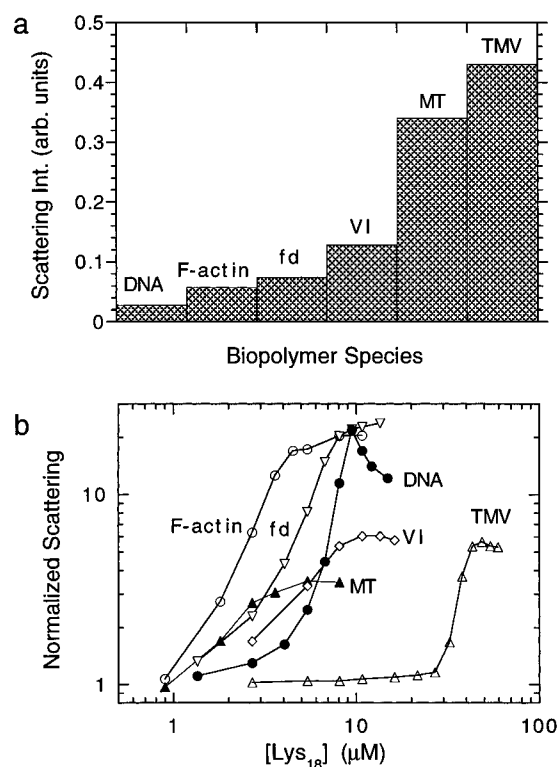 a
Scattering Int. (arb. units)
0.5
0.4
0.3
0.2
0.1
0
DNA
F-actin
fd
VI
MT
TMV
Biopolymer Species
b
Normalized Scattering
10
1
F-actin
fd
DNA
VI
MT
TMV
1
10
100
[Lys18] (μM)